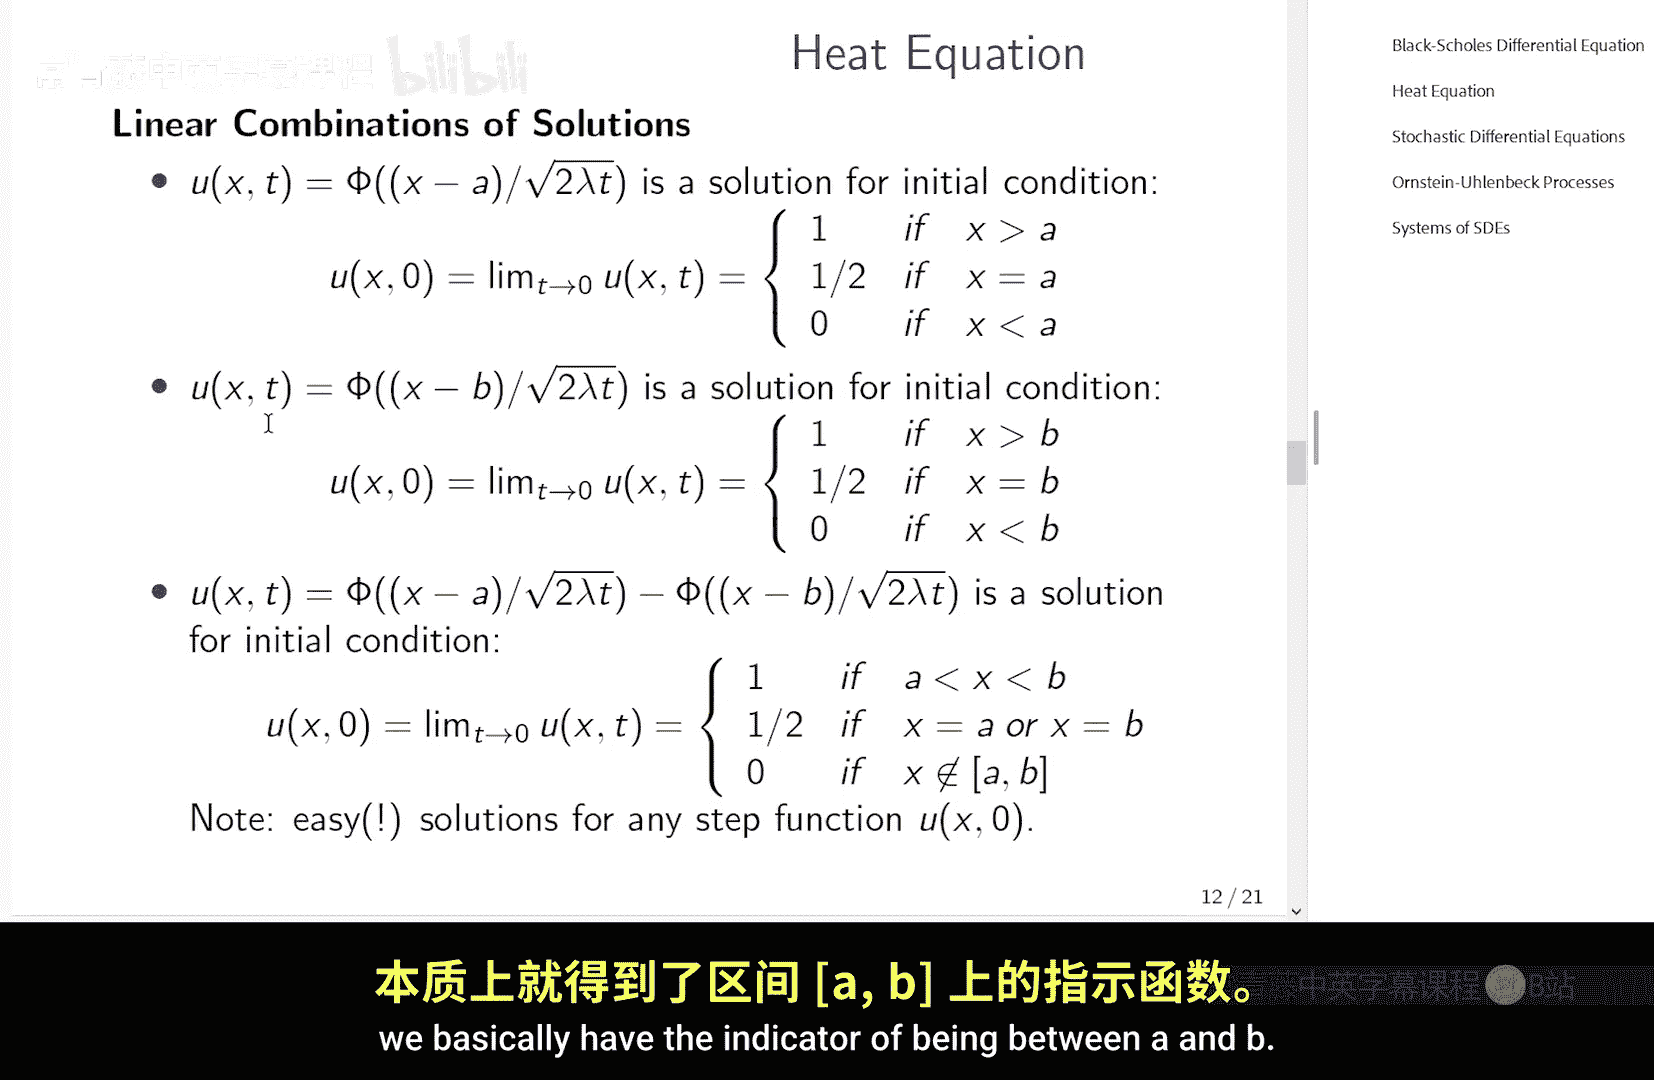 Heat Equation
bilibili
Linear Combinations of Solutions
• u(x, t) = Φ((x − a)/√2λt) is a solution for initial condition:
u(x, 0) = lim_{t→0} u(x, t) = { 1 if x > a
1/2 if x = a
0 if x < a
• u(x, t) = Φ((x − b)/√2λt) is a solution for initial condition:
u(x, 0) = lim_{t→0} u(x, t) = { 1 if x > b
1/2 if x = b
0 if x < b
• u(x, t) = Φ((x − a)/√2λt) − Φ((x − b)/√2λt) is a solution
for initial condition:
u(x, 0) = lim_{t→0} u(x, t) = { 1 if a < x < b
1/2 if x = a or x = b
0 if x ∉ [a, b]
Note: easy(!) solutions for any step function u(x, 0).
12 / 21
Black-Scholes Differential Equation
Heat Equation
Stochastic Differential Equations
Ornstein-Uhlenbeck Processes
Systems of SDEs
本质上就得到了区间 [a, b] 上的指示函数。
we basically have the indicator of being between a and b.